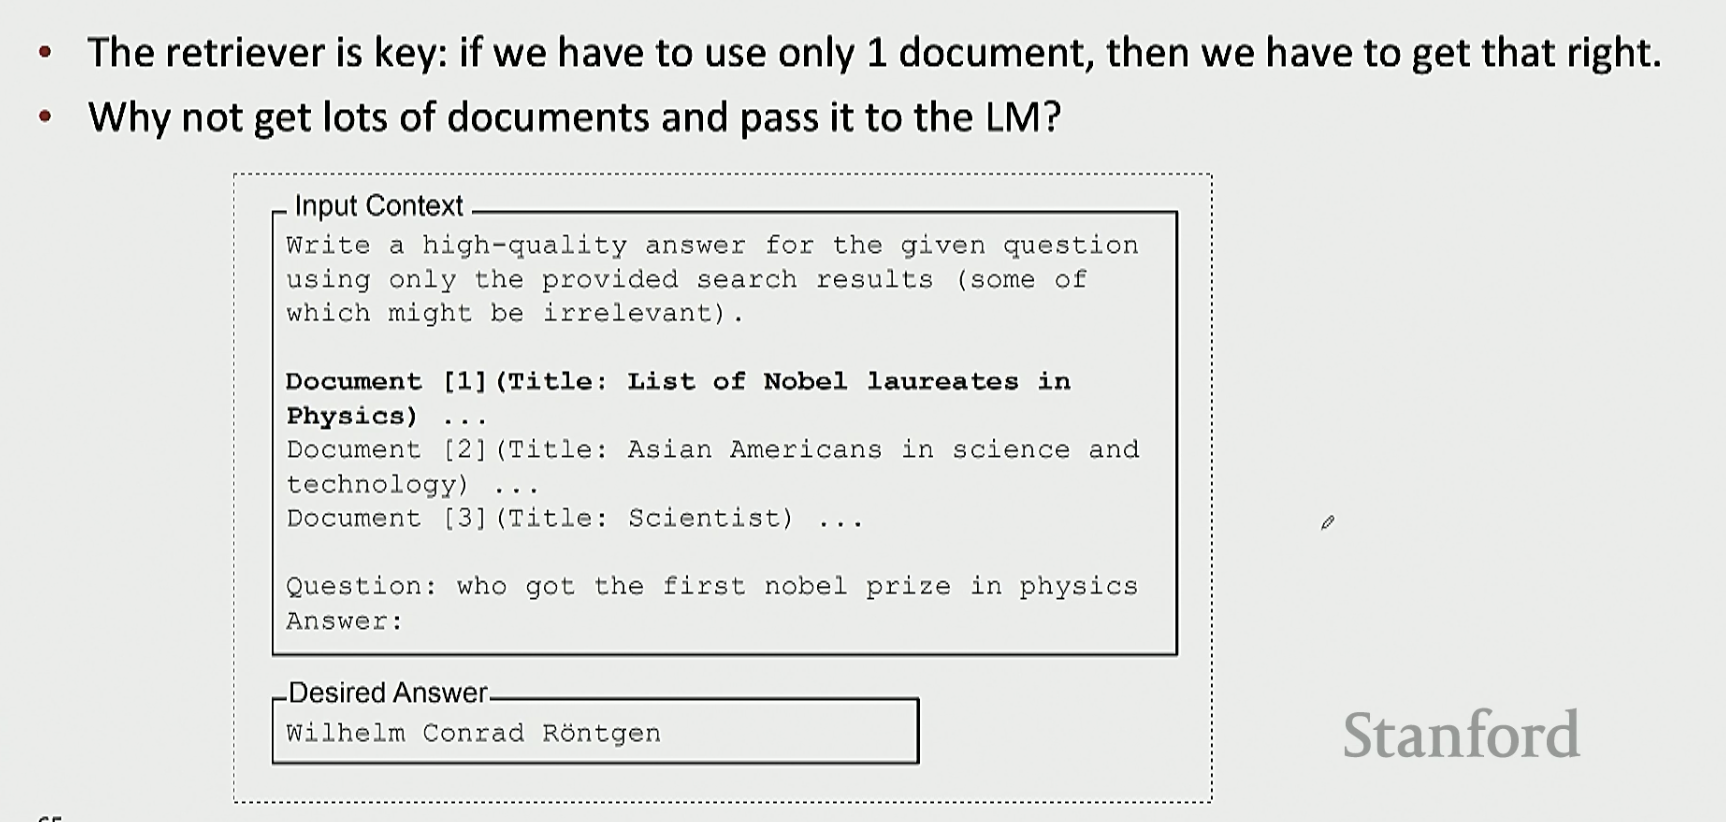 • The retriever is key: if we have to use only 1 document, then we have to get that right.
• Why not get lots of documents and pass it to the LM?
Input Context
Write a high-quality answer for the given question
using only the provided search results (some of
which might be irrelevant).
Document [1](Title: List of Nobel laureates in
Physics) ...
Document [2](Title: Asian Americans in science and
technology) ...
Document [3](Title: Scientist) ...
Question: who got the first nobel prize in physics
Answer:
Desired Answer
Wilhelm Conrad Röntgen
Stanford